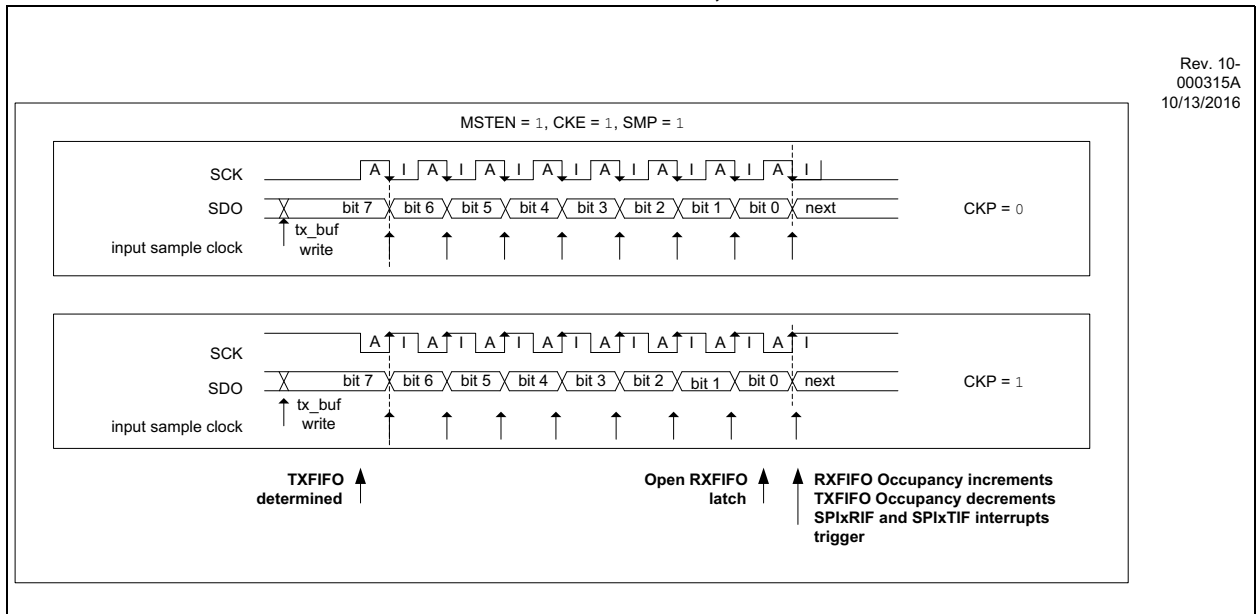 Rev. 10-
000315A
10/13/2016
MSTEN = 1, CKE = 1, SMP = 1
SCK A I A I A I A I A I A I A I A I
SDO bit 7 bit 6 bit 5 bit 4 bit 3 bit 2 bit 1 bit 0 next CKP = 0
tx_buf
write
input sample clock
SCK A I A I A I A I A I A I A I A I
SDO bit 7 bit 6 bit 5 bit 4 bit 3 bit 2 bit 1 bit 0 next CKP = 1
tx_buf
write
input sample clock
TXFIFO
determined
Open RXFIFO
latch
RXFIFO Occupancy increments
TXFIFO Occupancy decrements
SPIxRIF and SPIxTIF interrupts
trigger